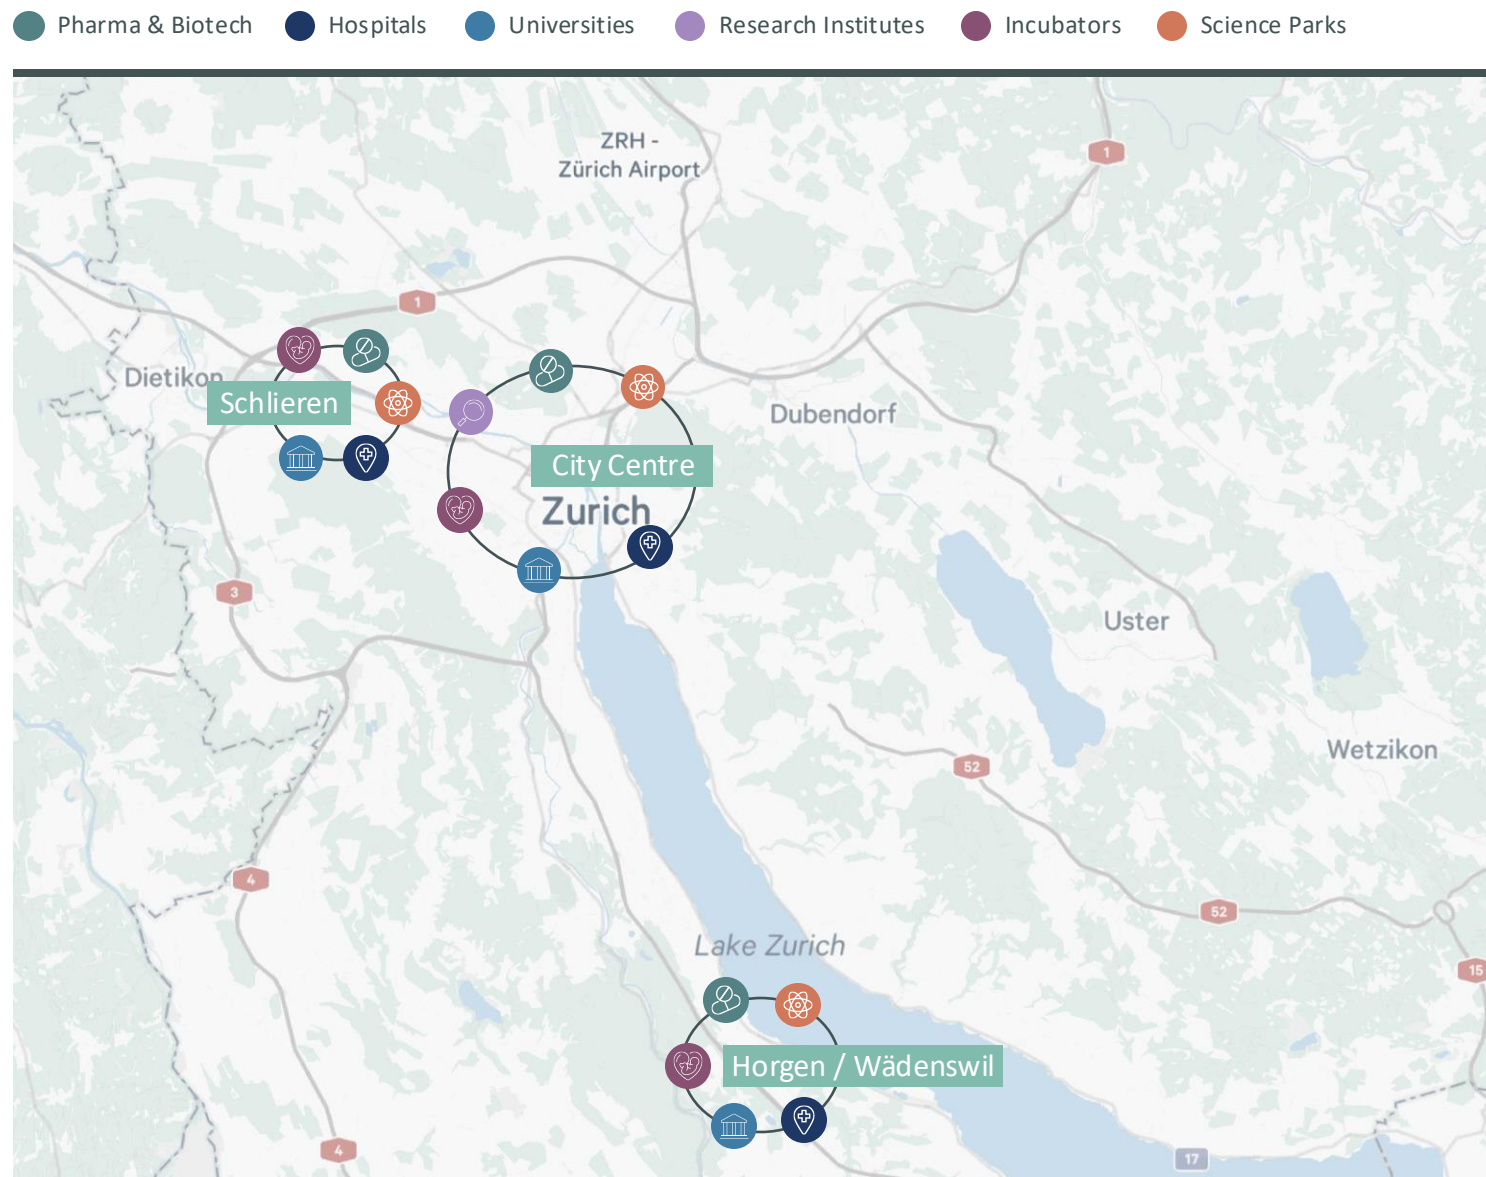 Pharma & Biotech
Hospitals
Universities
Research Institutes
Incubators
Science Parks
ZRH -
Zürich Airport
1
1
Dietikon
Schlieren
Dubendorf
City Centre
Zurich
3
Uster
Wetzikon
52
4
52
Lake Zurich
15
Horgen / Wädenswil
4
17